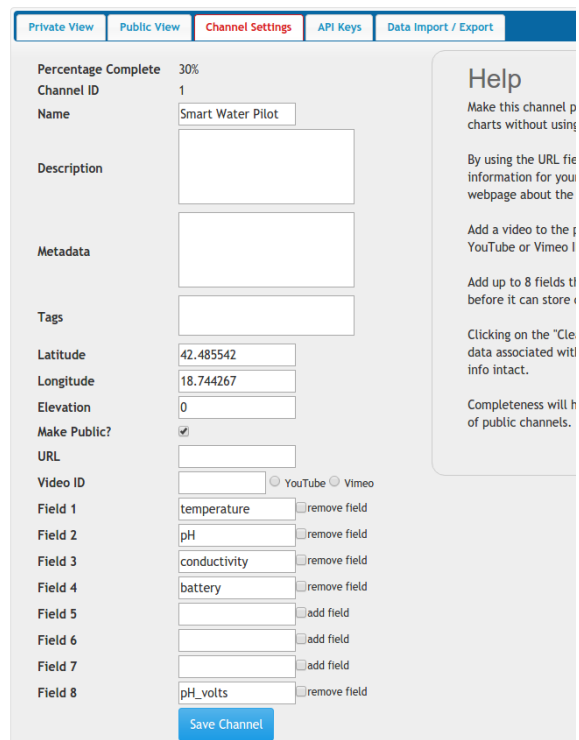 Private View Public View Channel Settings API Keys Data Import / Export
Percentage Complete 30%
Channel ID 1
Name Smart Water Pilot
Description
Metadata
Tags
Latitude 42.485542
Longitude 18.744267
Elevation 0
Make Public?
URL
Video ID YouTube Vimeo
Field 1 temperature remove field
Field 2 pH remove field
Field 3 conductivity remove field
Field 4 battery remove field
Field 5 add field
Field 6 add field
Field 7 add field
Field 8 pH_volts remove field
Save Channel
Help
Make this channel
charts without
By using the URL
information for
webpage about the
Add a video to the
YouTube or Vimeo
Add up to 8 fields
before it can store
Clicking on the
data associated
info intact.
Completeness will
of public channels.